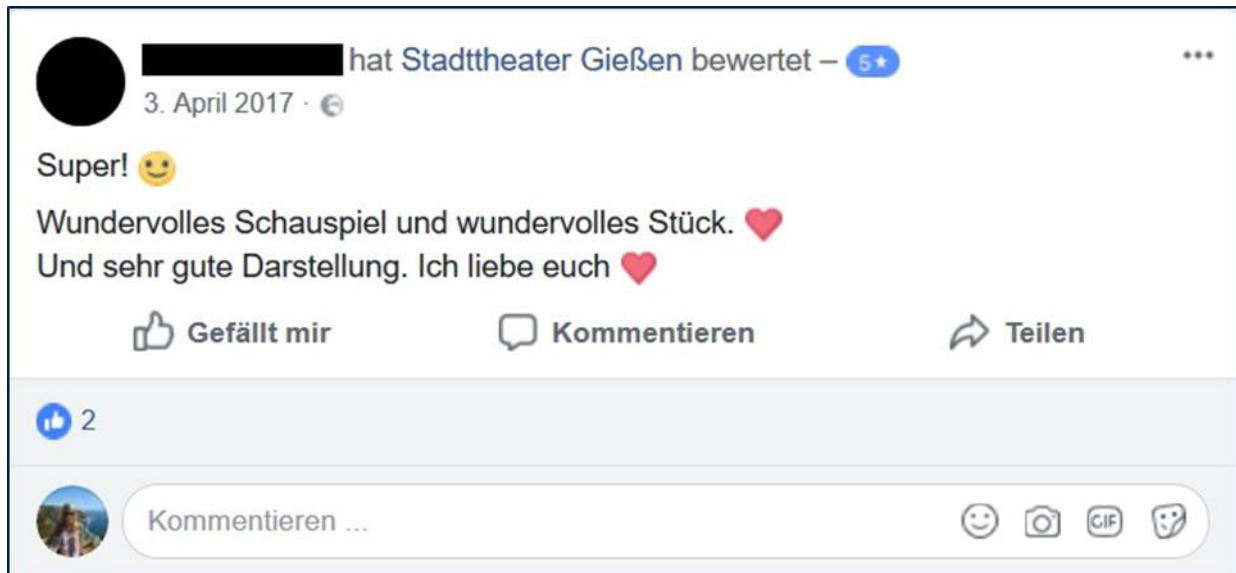 hat Stadttheater Gießen bewertet – 5★
3. April 2017 ·
Super! 🙂
Wundervolles Schauspiel und wundervolles Stück. ❤
Und sehr gute Darstellung. Ich liebe euch ❤
Gefällt mir Kommentieren Teilen
2
Kommentieren ...
GIF